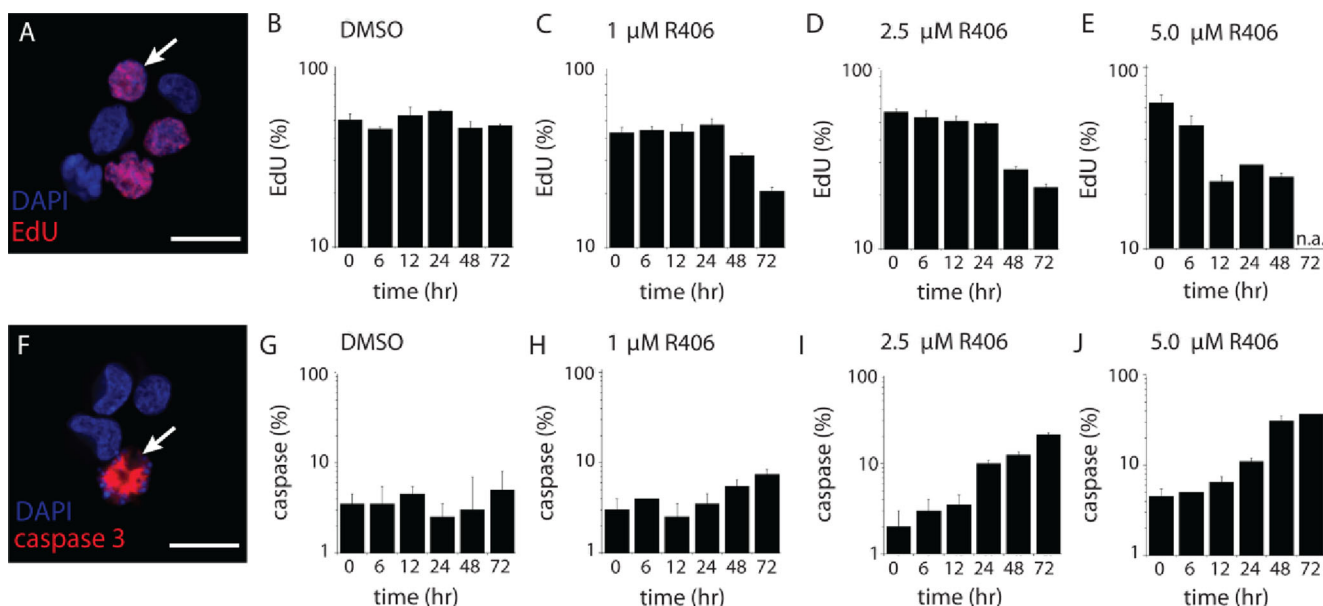 A
DAPI
EdU
B
DMSO
100
10
EdU (%)
0 6 12 24 48 72
time (hr)
C
1 µM R406
100
10
EdU (%)
0 6 12 24 48 72
time (hr)
D
2.5 µM R406
100
10
EdU (%)
0 6 12 24 48 72
time (hr)
E
5.0 µM R406
100
10
EdU (%)
n.a.
0 6 12 24 48 72
time (hr)
F
DAPI
caspase 3
G
DMSO
100
10
1
caspase (%)
0 6 12 24 48 72
time (hr)
H
1 µM R406
100
10
1
caspase (%)
0 6 12 24 48 72
time (hr)
I
2.5 µM R406
100
10
1
caspase (%)
0 6 12 24 48 72
time (hr)
J
5.0 µM R406
100
10
1
caspase (%)
0 6 12 24 48 72
time (hr)